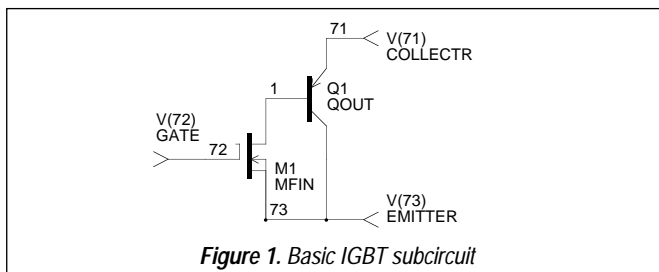 71
V(71)
COLLECTR
1
Q1
QOUT
V(72)
GATE
72
M1
MFIN
73
V(73)
EMITTER
Figure 1. Basic IGBT subcircuit